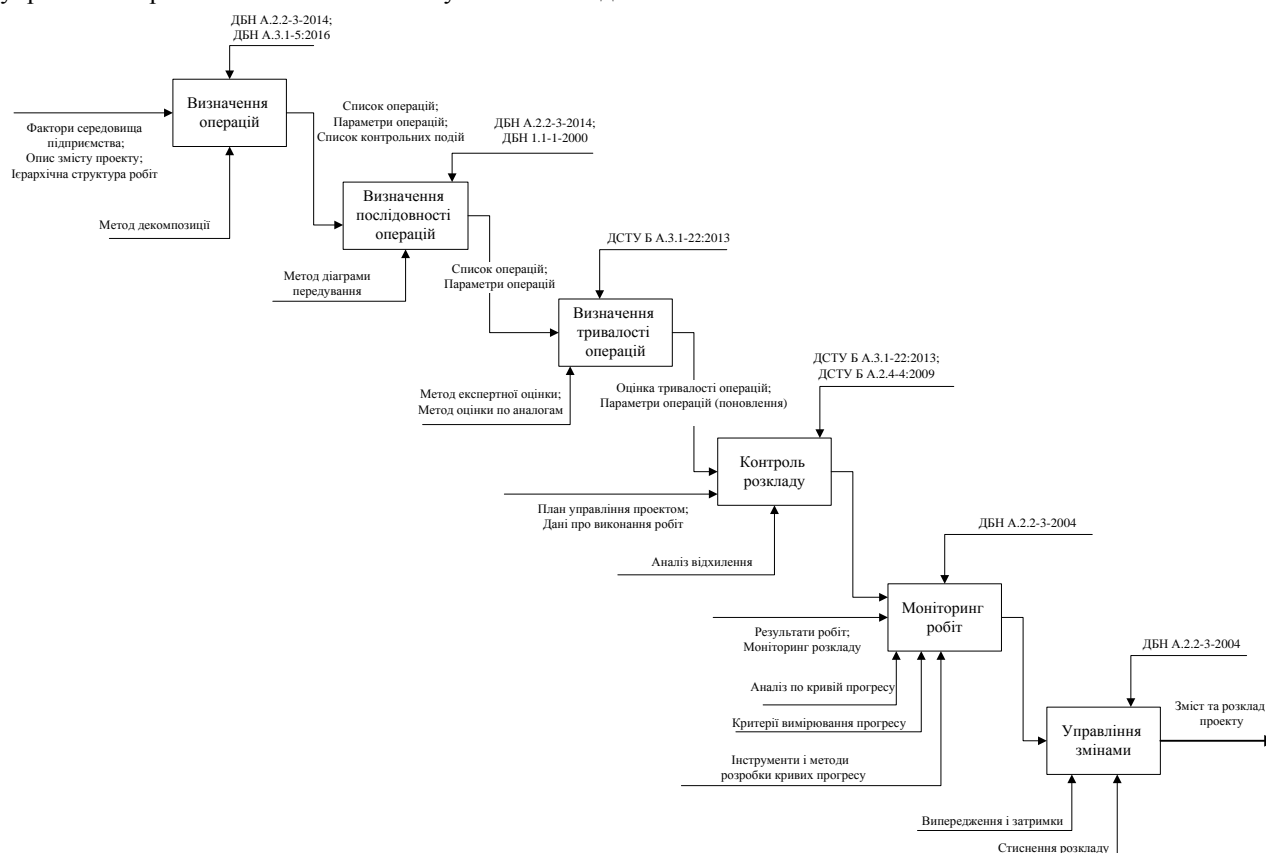 ДБН А.2.2-3-2014;
ДБН А.3.1-5:2016
Визначення
операцій
Фактори середовища
підприємства;
Опис змісту проекту;
Ієрархічна структура робіт
Метод декомпозиції
Список операцій;
Параметри операцій;
Список контрольних подій
ДБН А.2.2-3-2014;
ДБН 1.1-1-2000
Визначення
послідовності
операцій
Метод діаграми
передування
Список операцій;
Параметри операцій
ДСТУ Б А.3.1-22:2013
Визначення
тривалості
операцій
Метод експертної оцінки;
Метод оцінки по аналогам
Оцінка тривалості операцій;
Параметри операцій (поновлення)
ДСТУ Б А.3.1-22:2013;
ДСТУ Б А.2.4-4:2009
Контроль
розкладу
План управління проектом;
Дані про виконання робіт
Аналіз відхилення
ДБН А.2.2-3-2004
Моніторинг
робіт
Результати робіт;
Моніторинг розкладу
Аналіз по кривій прогресу
Критерії вимірювання прогресу
Інструменти і методи
розробки кривих прогресу
ДБН А.2.2-3-2004
Управління
змінами
Зміст та розклад
проекту
Випередження і затримки
Стиснення розкладу